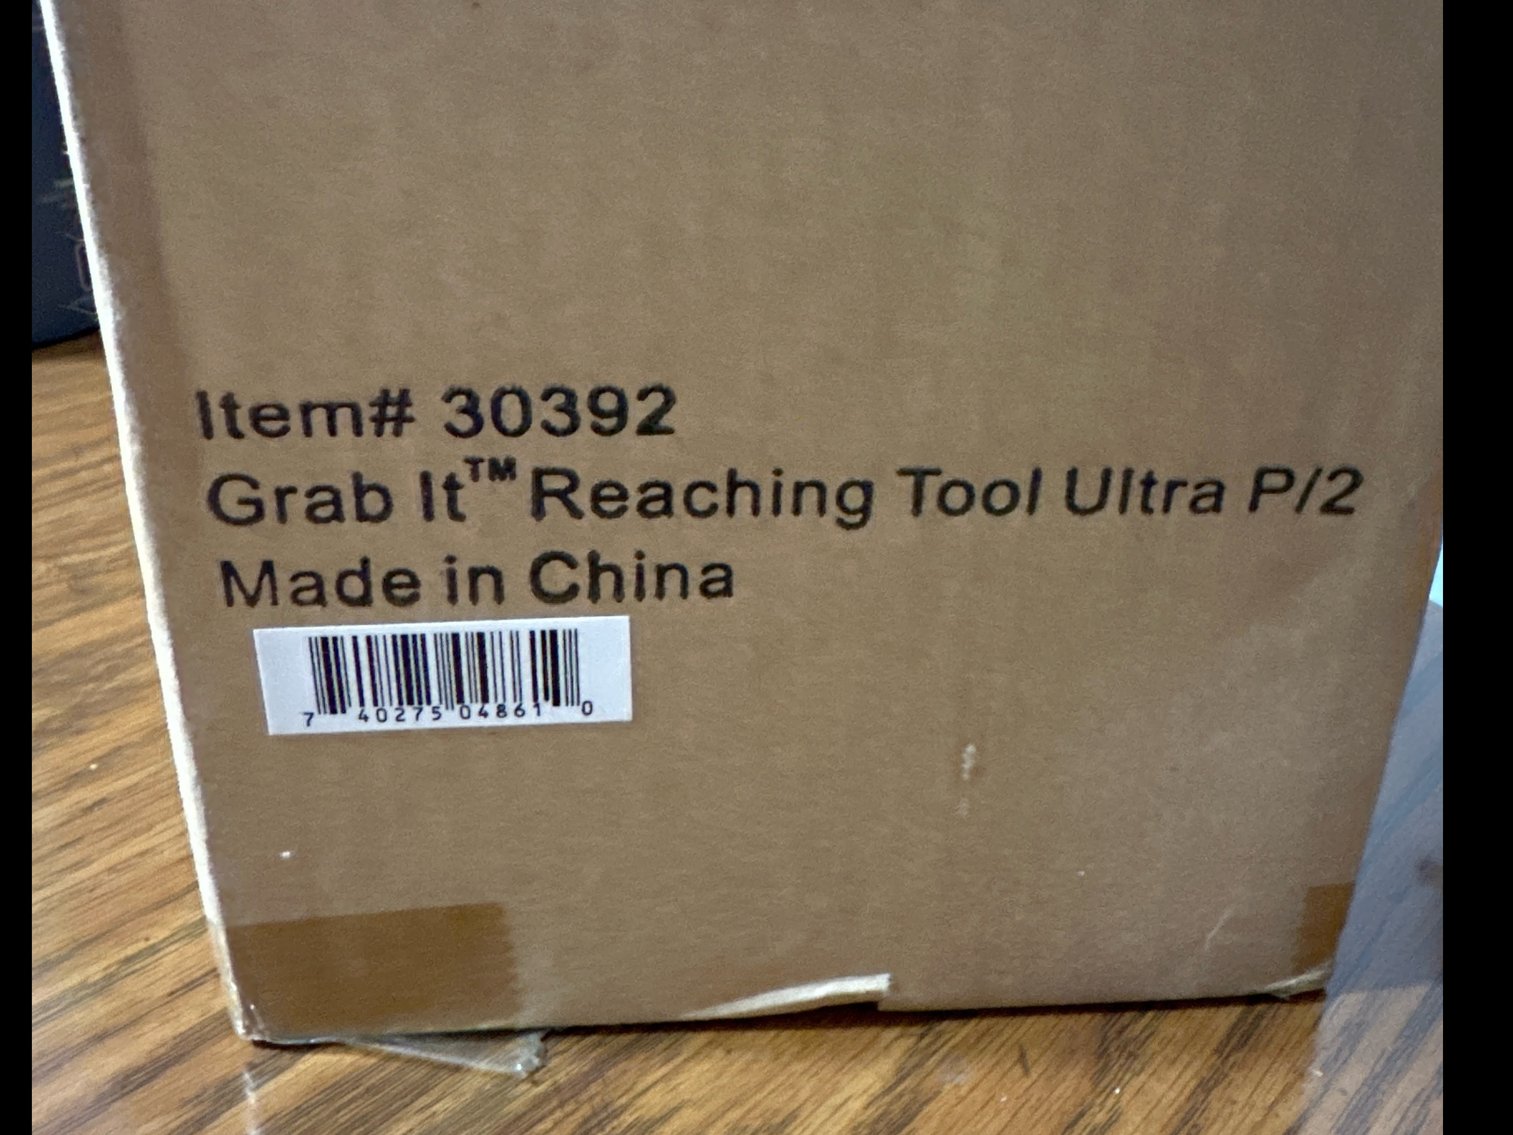 Item# 30392
Grab It™ Reaching Tool Ultra P/2
Made in China
7 40275 04861 0